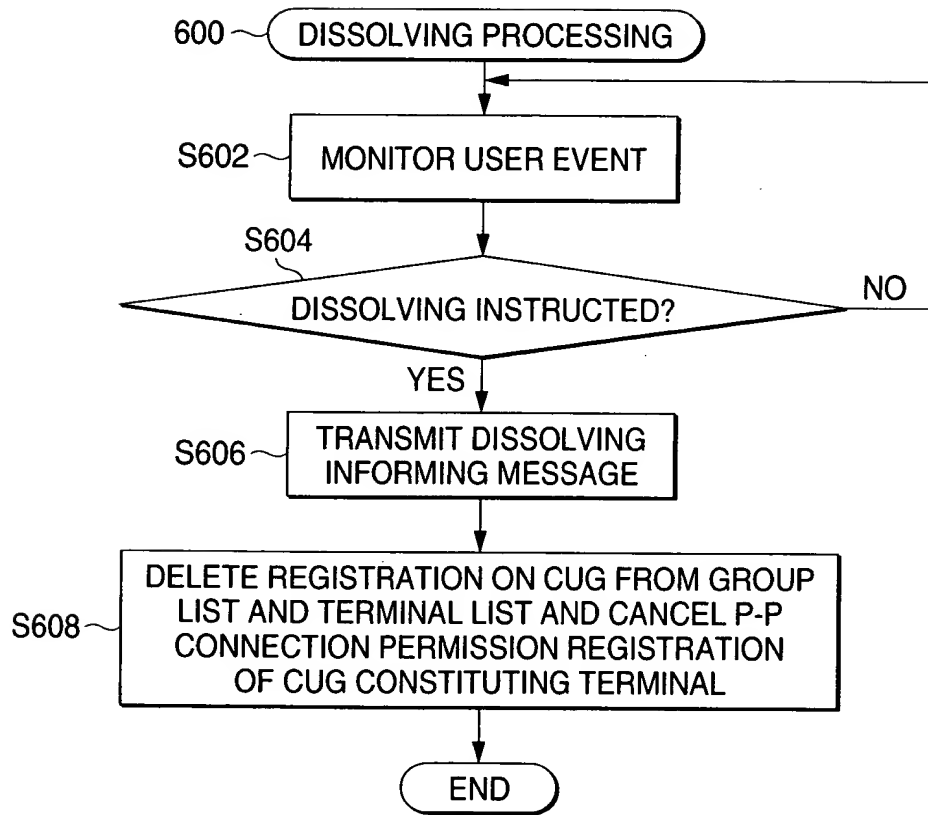 600
DISSOLVING PROCESSING
S602
MONITOR USER EVENT
S604
DISSOLVING INSTRUCTED?
NO
YES
S606
TRANSMIT DISSOLVING
INFORMING MESSAGE
S608
DELETE REGISTRATION ON CUG FROM GROUP
LIST AND TERMINAL LIST AND CANCEL P-P
CONNECTION PERMISSION REGISTRATION
OF CUG CONSTITUTING TERMINAL
END